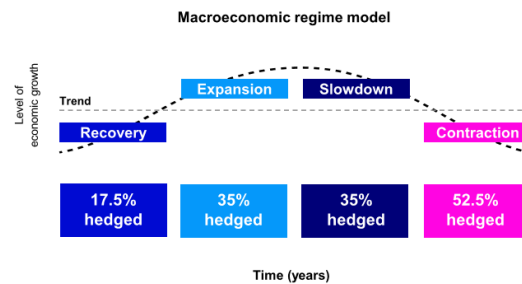 Macroeconomic regime model
Level of
economic growth
Expansion
Slowdown
Trend
Recovery
Contraction
17.5%
hedged
35%
hedged
35%
hedged
52.5%
hedged
Time (years)